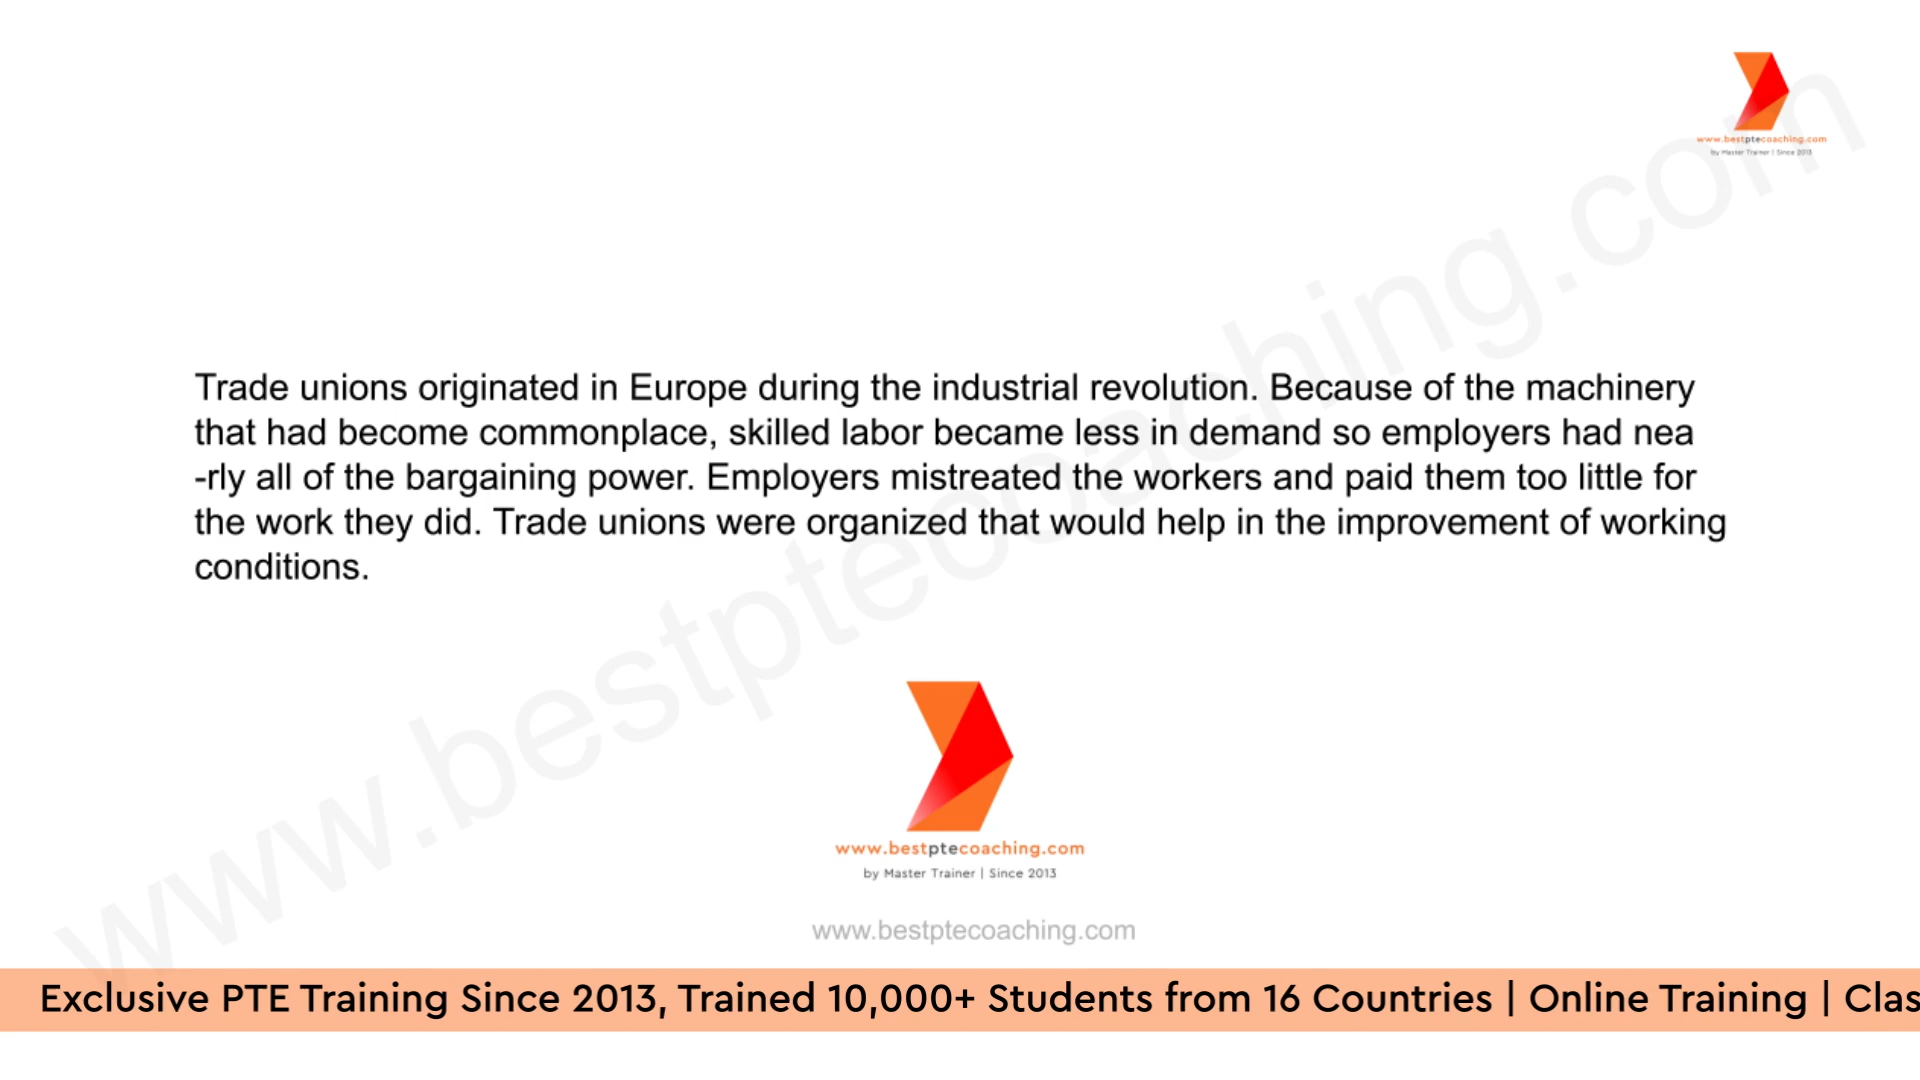 www.bestptecoaching.com
by Master Trainer | Since 2013
Trade unions originated in Europe during the industrial revolution. Because of the machinery
that had become commonplace, skilled labor became less in demand so employers had nea
-rly all of the bargaining power. Employers mistreated the workers and paid them too little for
the work they did. Trade unions were organized that would help in the improvement of working
conditions.
www.bestptecoaching.com
www.bestptecoaching.com
by Master Trainer | Since 2013
www.bestptecoaching.com
Exclusive PTE Training Since 2013, Trained 10,000+ Students from 16 Countries | Online Training | Clas